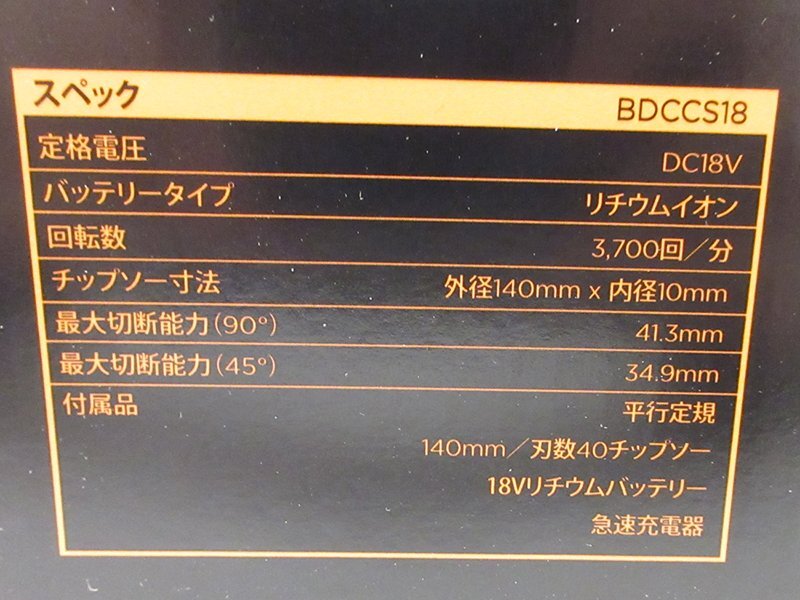 スペック BDCCS18
定格電圧 DC18V
バッテリータイプ リチウムイオン
回転数 3,700回／分
チップソー寸法 外径140mm x 内径10mm
最大切断能力(90°) 41.3mm
最大切断能力(45°) 34.9mm
付属品 平行定規
140mm／刃数40チップソー
18Vリチウムバッテリー
急速充電器